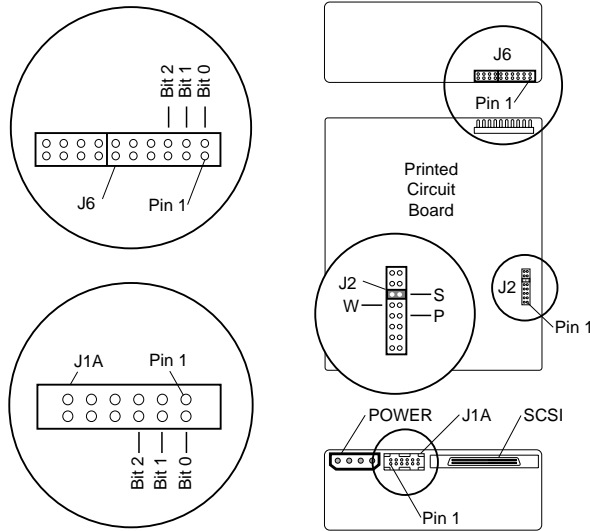 Bit 2
Bit 1
Bit 0
J6
Pin 1
J1A
Pin 1
Bit 2
Bit 1
Bit 0
J6
Pin 1
Printed
Circuit
Board
J2
S
W
P
J2
Pin 1
POWER
J1A
SCSI
Pin 1